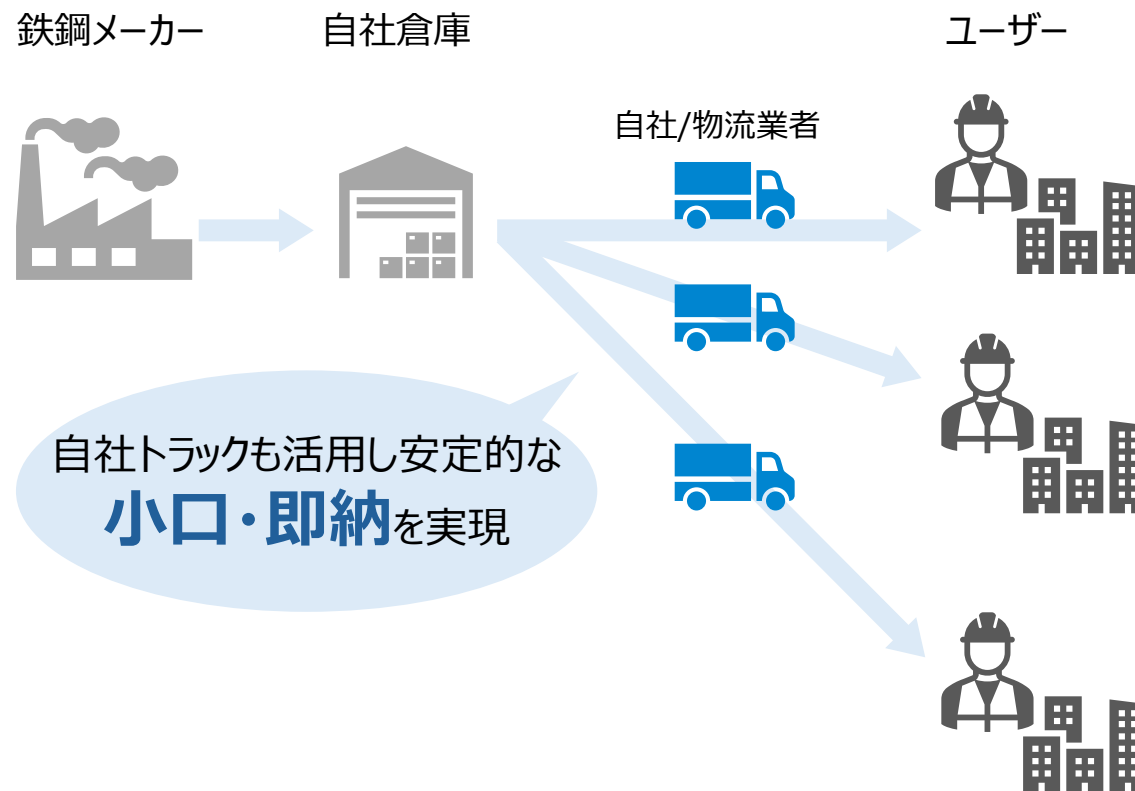 鉄鋼メーカー
自社倉庫
ユーザー
自社/物流業者
自社トラックも活用し安定的な
小口・即納を実現